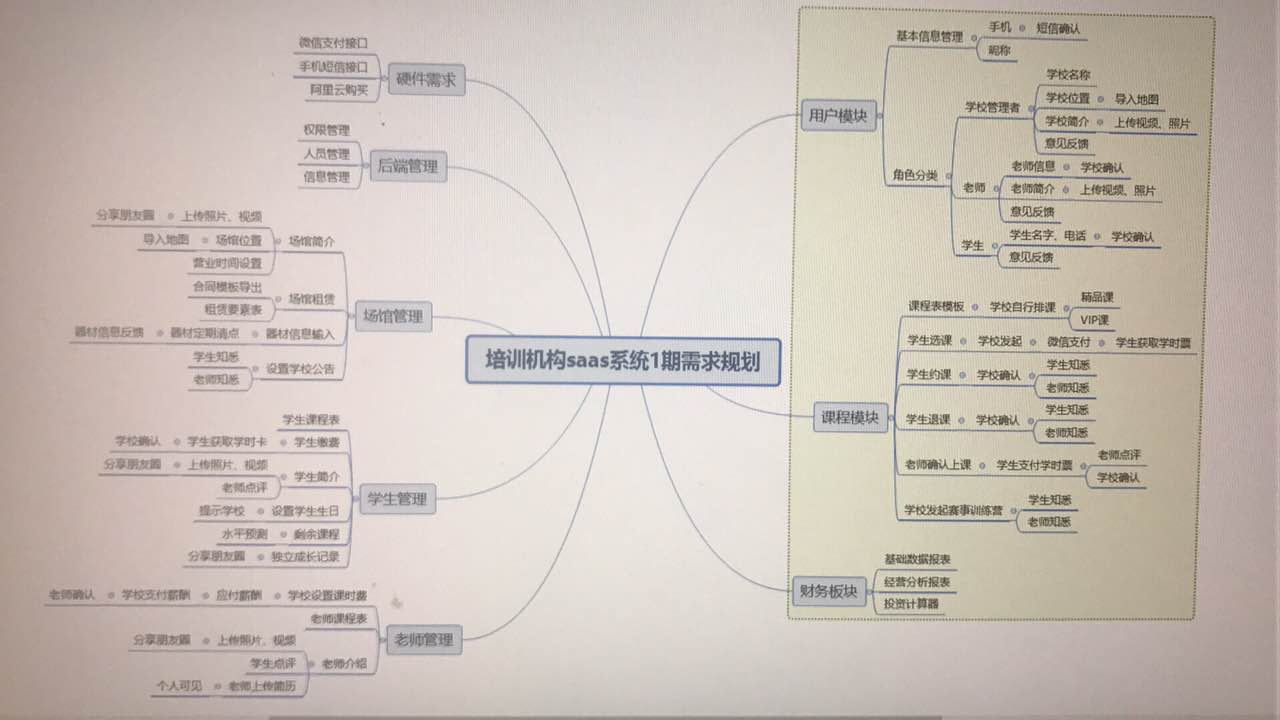 培训机构saas系统1期需求规划
硬件需求
微信支付接口
手机短信接口
阿里云购买
后端管理
权限管理
人员管理
信息管理
场馆管理
场馆简介
上传照片、视频
分享朋友圈
场馆位置
导入地图
营业时间设置
场馆租赁
合同模板导出
租赁要素表
器材信息输入
器材定期清点
器材信息反馈
设置学校公告
学生知悉
老师知悉
学生管理
学生课程表
学生缴费
学生获取学时卡
学校确认
学生简介
上传照片、视频
分享朋友圈
老师点评
设置学生生日
提示学校
剩余课程
水平预测
独立成长记录
分享朋友圈
老师管理
学校设置课时费
应付薪酬
学校支付薪酬
老师确认
老师课程表
老师介绍
上传照片、视频
分享朋友圈
学生点评
老师上传简历
个人可见
用户模块
基本信息管理
手机
短信确认
昵称
角色分类
学校管理者
学校名称
学校位置
导入地图
学校简介
上传视频、照片
意见反馈
老师
老师信息
学校确认
老师简介
上传视频、照片
意见反馈
学生
学生名字、电话
学校确认
意见反馈
课程模块
课程表模板
学校自行排课
精品课
VIP课
学生选课
学校发起
微信支付
学生获取学时票
学生约课
学校确认
学生知悉
老师知悉
学生退课
学校确认
学生知悉
老师知悉
老师确认上课
学生支付学时票
老师点评
学校确认
学校发起赛事训练营
学生知悉
老师知悉
财务板块
基础数据报表
经营分析报表
投资计算器